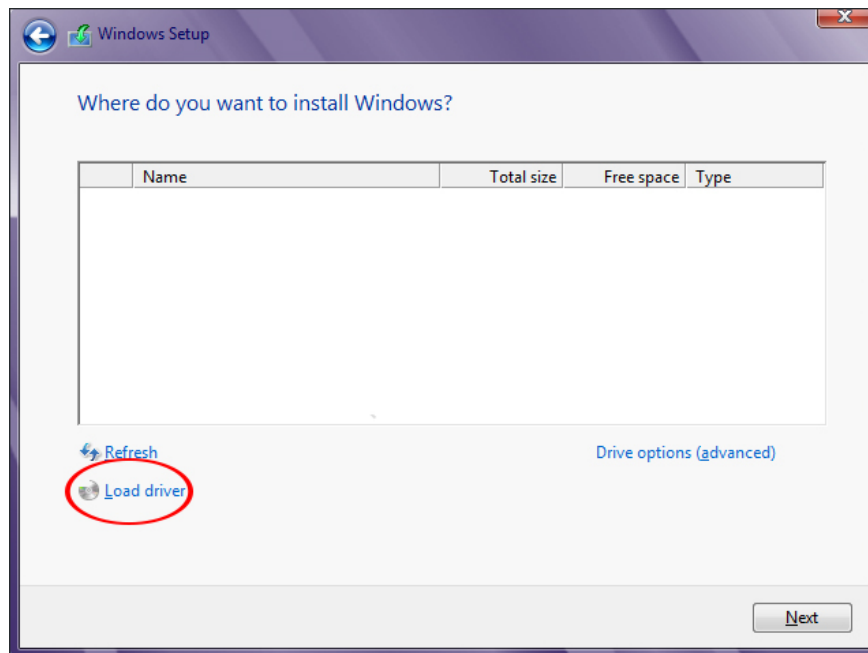 Windows Setup
Where do you want to install Windows?
Name Total size Free space Type
Refresh Drive options (advanced)
Load driver
Next